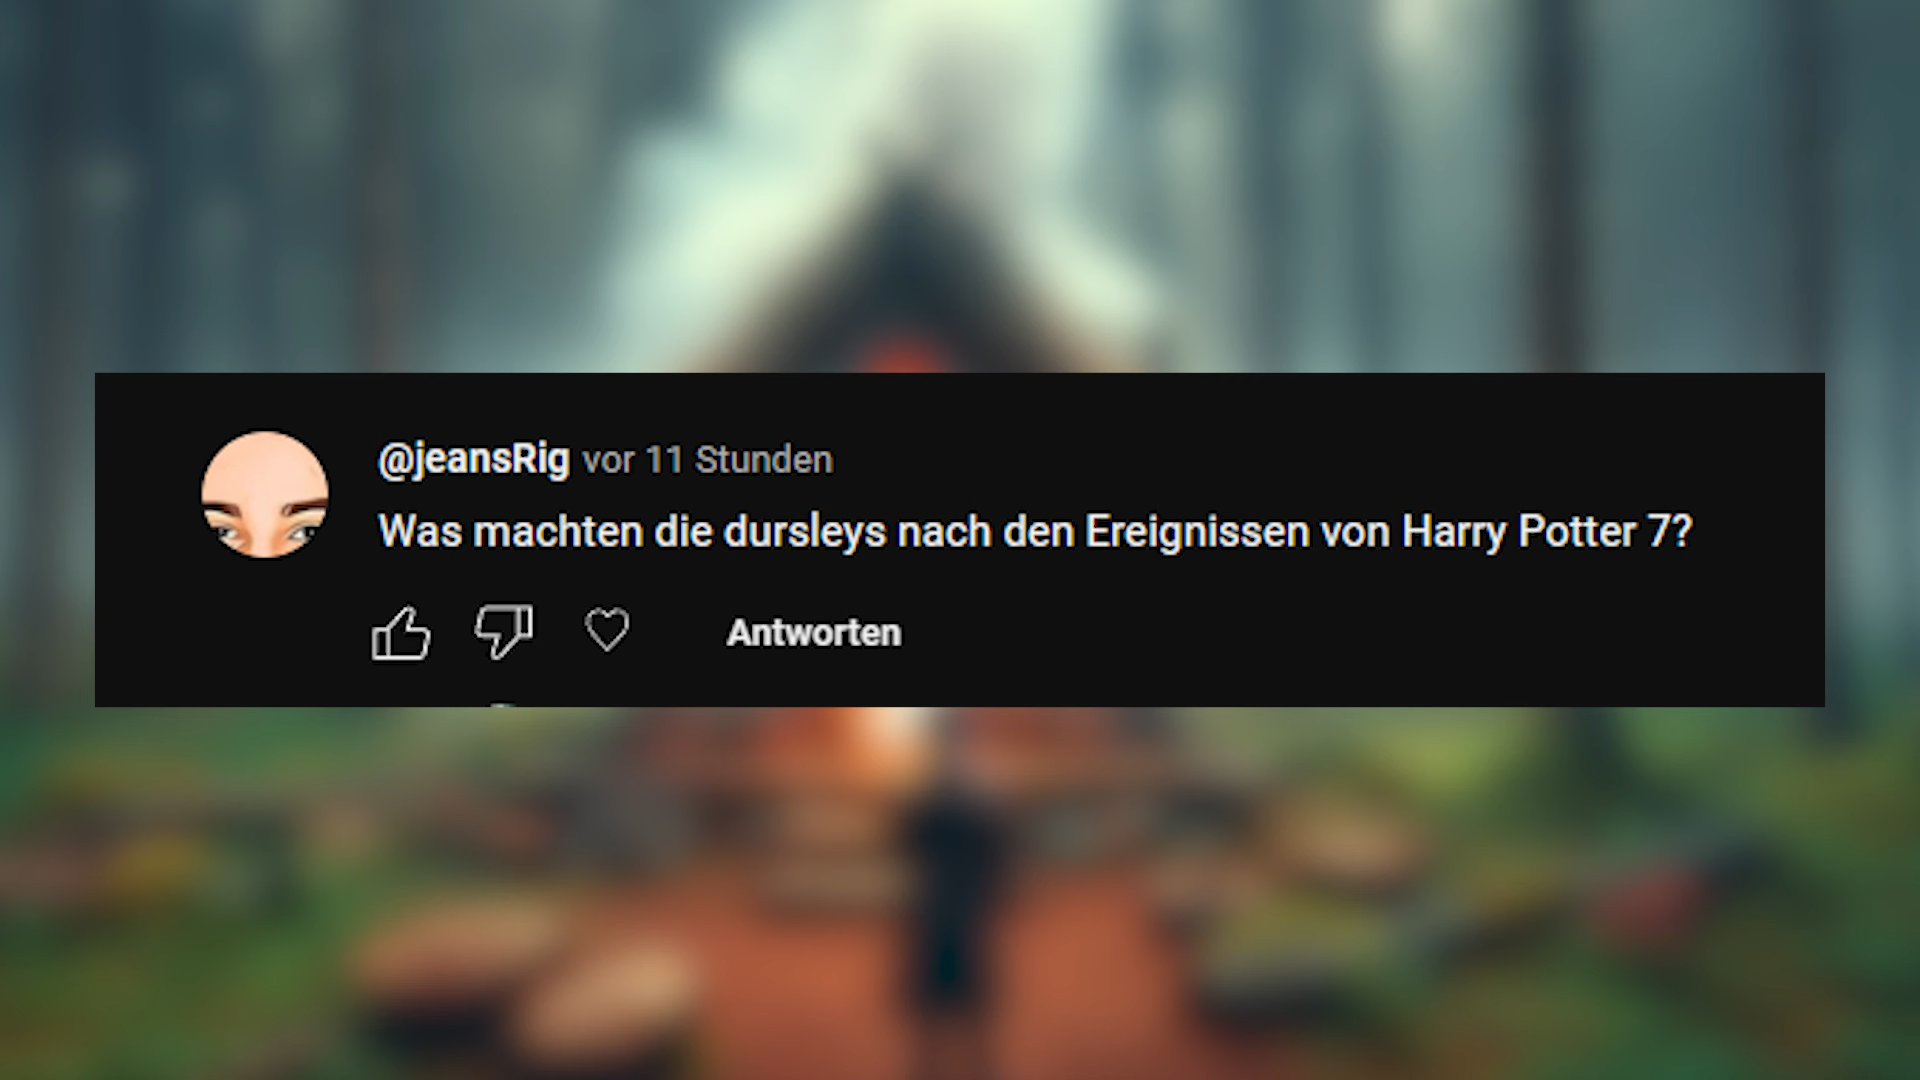 @jeansRig vor 11 Stunden
Was machten die dursleys nach den Ereignissen von Harry Potter 7?
Antworten